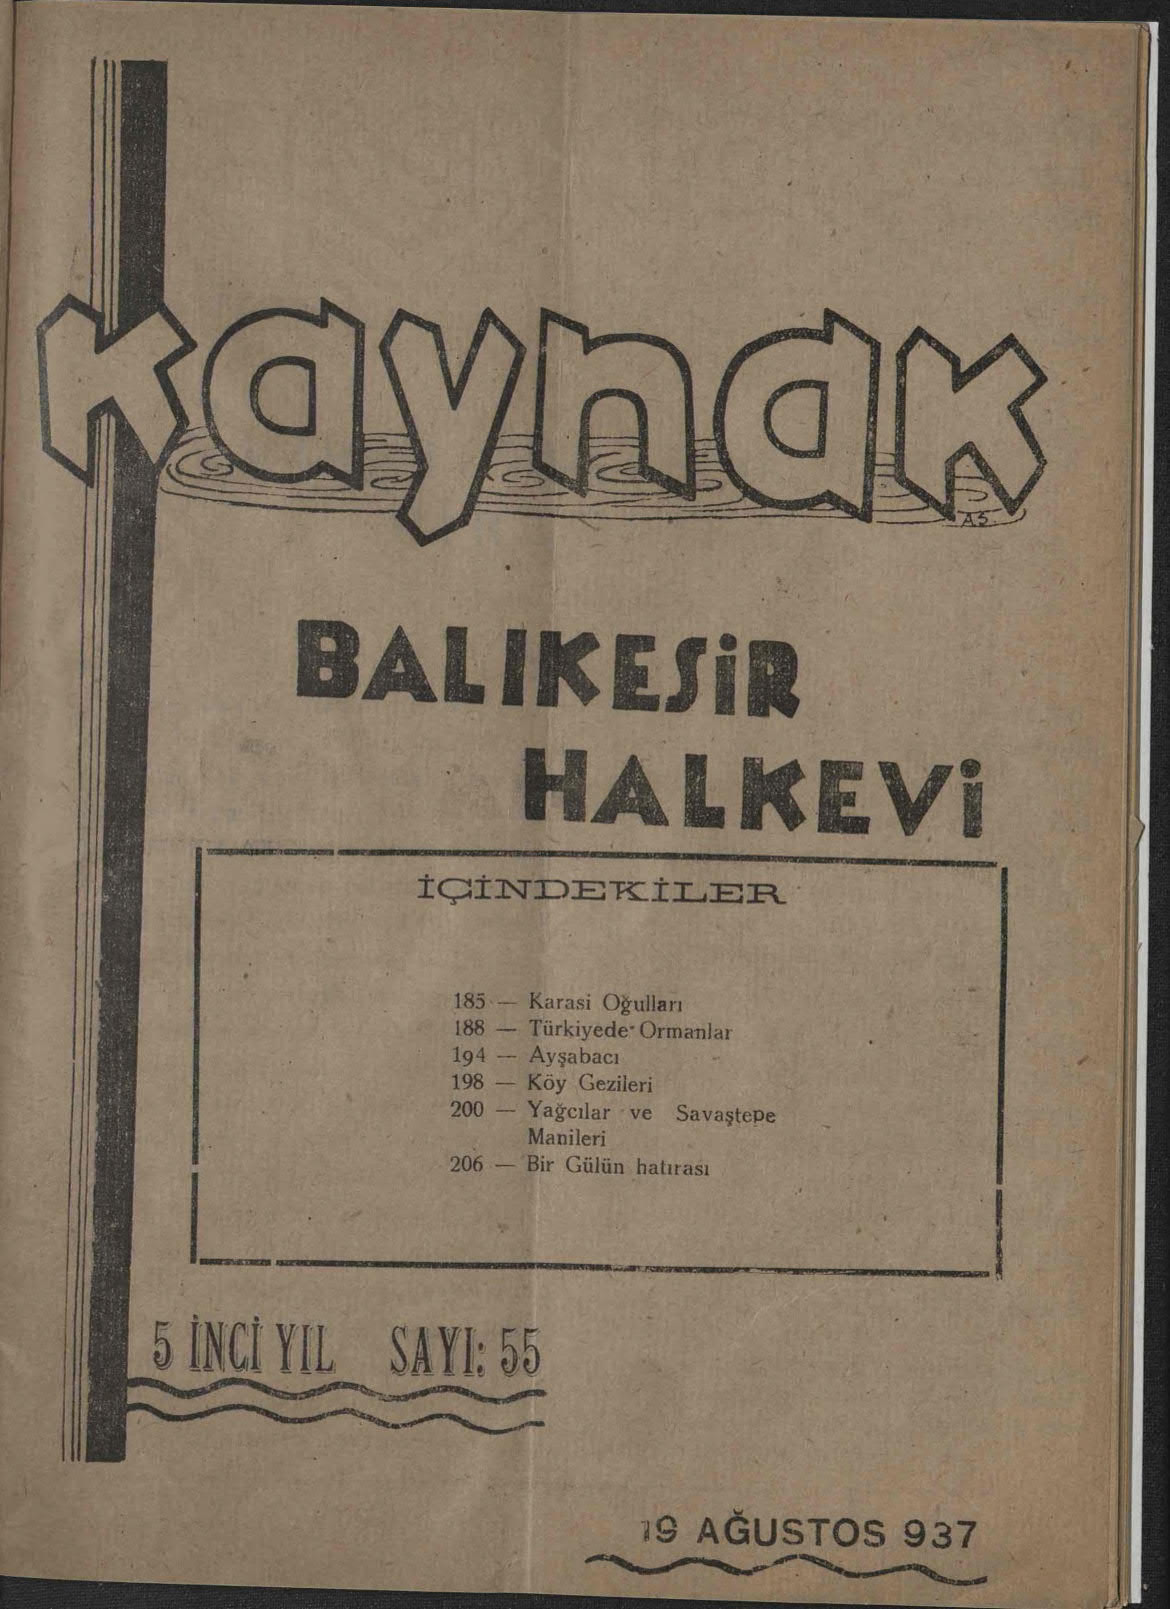 kaynak
AS
BALIKESiR
HALKEVi
İÇİNDEKİLER
185 — Karasi Oğulları
188 — Türkiyede Ormanlar
194 — Ayşabacı
198 — Köy Gezileri
200 — Yağcılar ve Savaştepe
Manileri
206 — Bir Gülün hatırası
5 İNCİ YIL SAYI: 55
19 AĞUSTOS 937